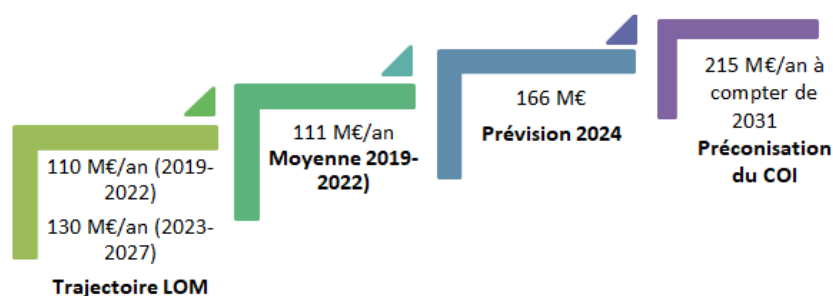 110 M€/an (2019-
2022)
130 M€/an (2023-
2027)
Trajectoire LOM
111 M€/an
Moyenne 2019-
2022)
166 M€
Prévision 2024
215 M€/an à
compter de
2031
Préconisation
du COI